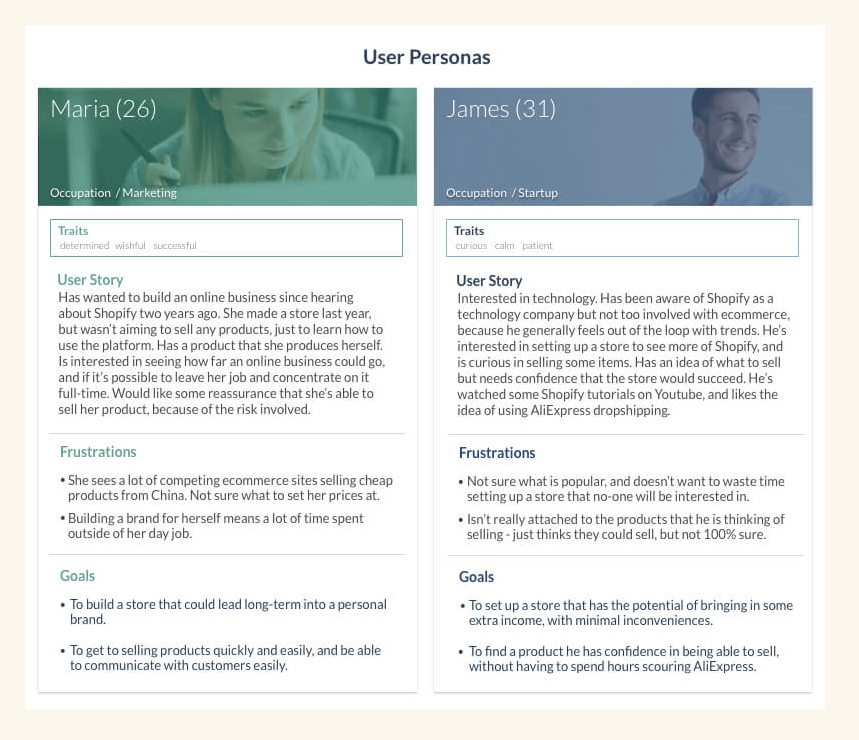 User Personas
Maria (26)
Occupation / Marketing
Traits
determined wishful successful
User Story
Has wanted to build an online business since hearing
about Shopify two years ago. She made a store last year,
but wasn't aiming to sell any products, just to learn how to
use the platform. Has a product that she produces herself.
Is interested in seeing how far an online business could go,
and if it's possible to leave her job and concentrate on it
full-time. Would like some reassurance that she's able to
sell her product, because of the risk involved.
Frustrations
• She sees a lot of competing ecommerce sites selling cheap
products from China. Not sure what to set her prices at.
• Building a brand for herself means a lot of time spent
outside of her day job.
Goals
• To build a store that could lead long-term into a personal
brand.
• To get to selling products quickly and easily, and be able
to communicate with customers easily.
James (31)
Occupation / Startup
Traits
curious calm patient
User Story
Interested in technology. Has been aware of Shopify as a
technology company but not too involved with ecommerce,
because he generally feels out of the loop with trends. He's
interested in setting up a store to see more of Shopify, and
is curious in selling some items. Has an idea of what to sell
but needs confidence that the store would succeed. He's
watched some Shopify tutorials on Youtube, and likes the
idea of using AliExpress dropshipping.
Frustrations
• Not sure what is popular, and doesn't want to waste time
setting up a store that no-one will be interested in.
• Isn't really attached to the products that he is thinking of
selling - just thinks they could sell, but not 100% sure.
Goals
• To set up a store that has the potential of bringing in some
extra income, with minimal inconveniences.
• To find a product he has confidence in being able to sell,
without having to spend hours scouring AliExpress.